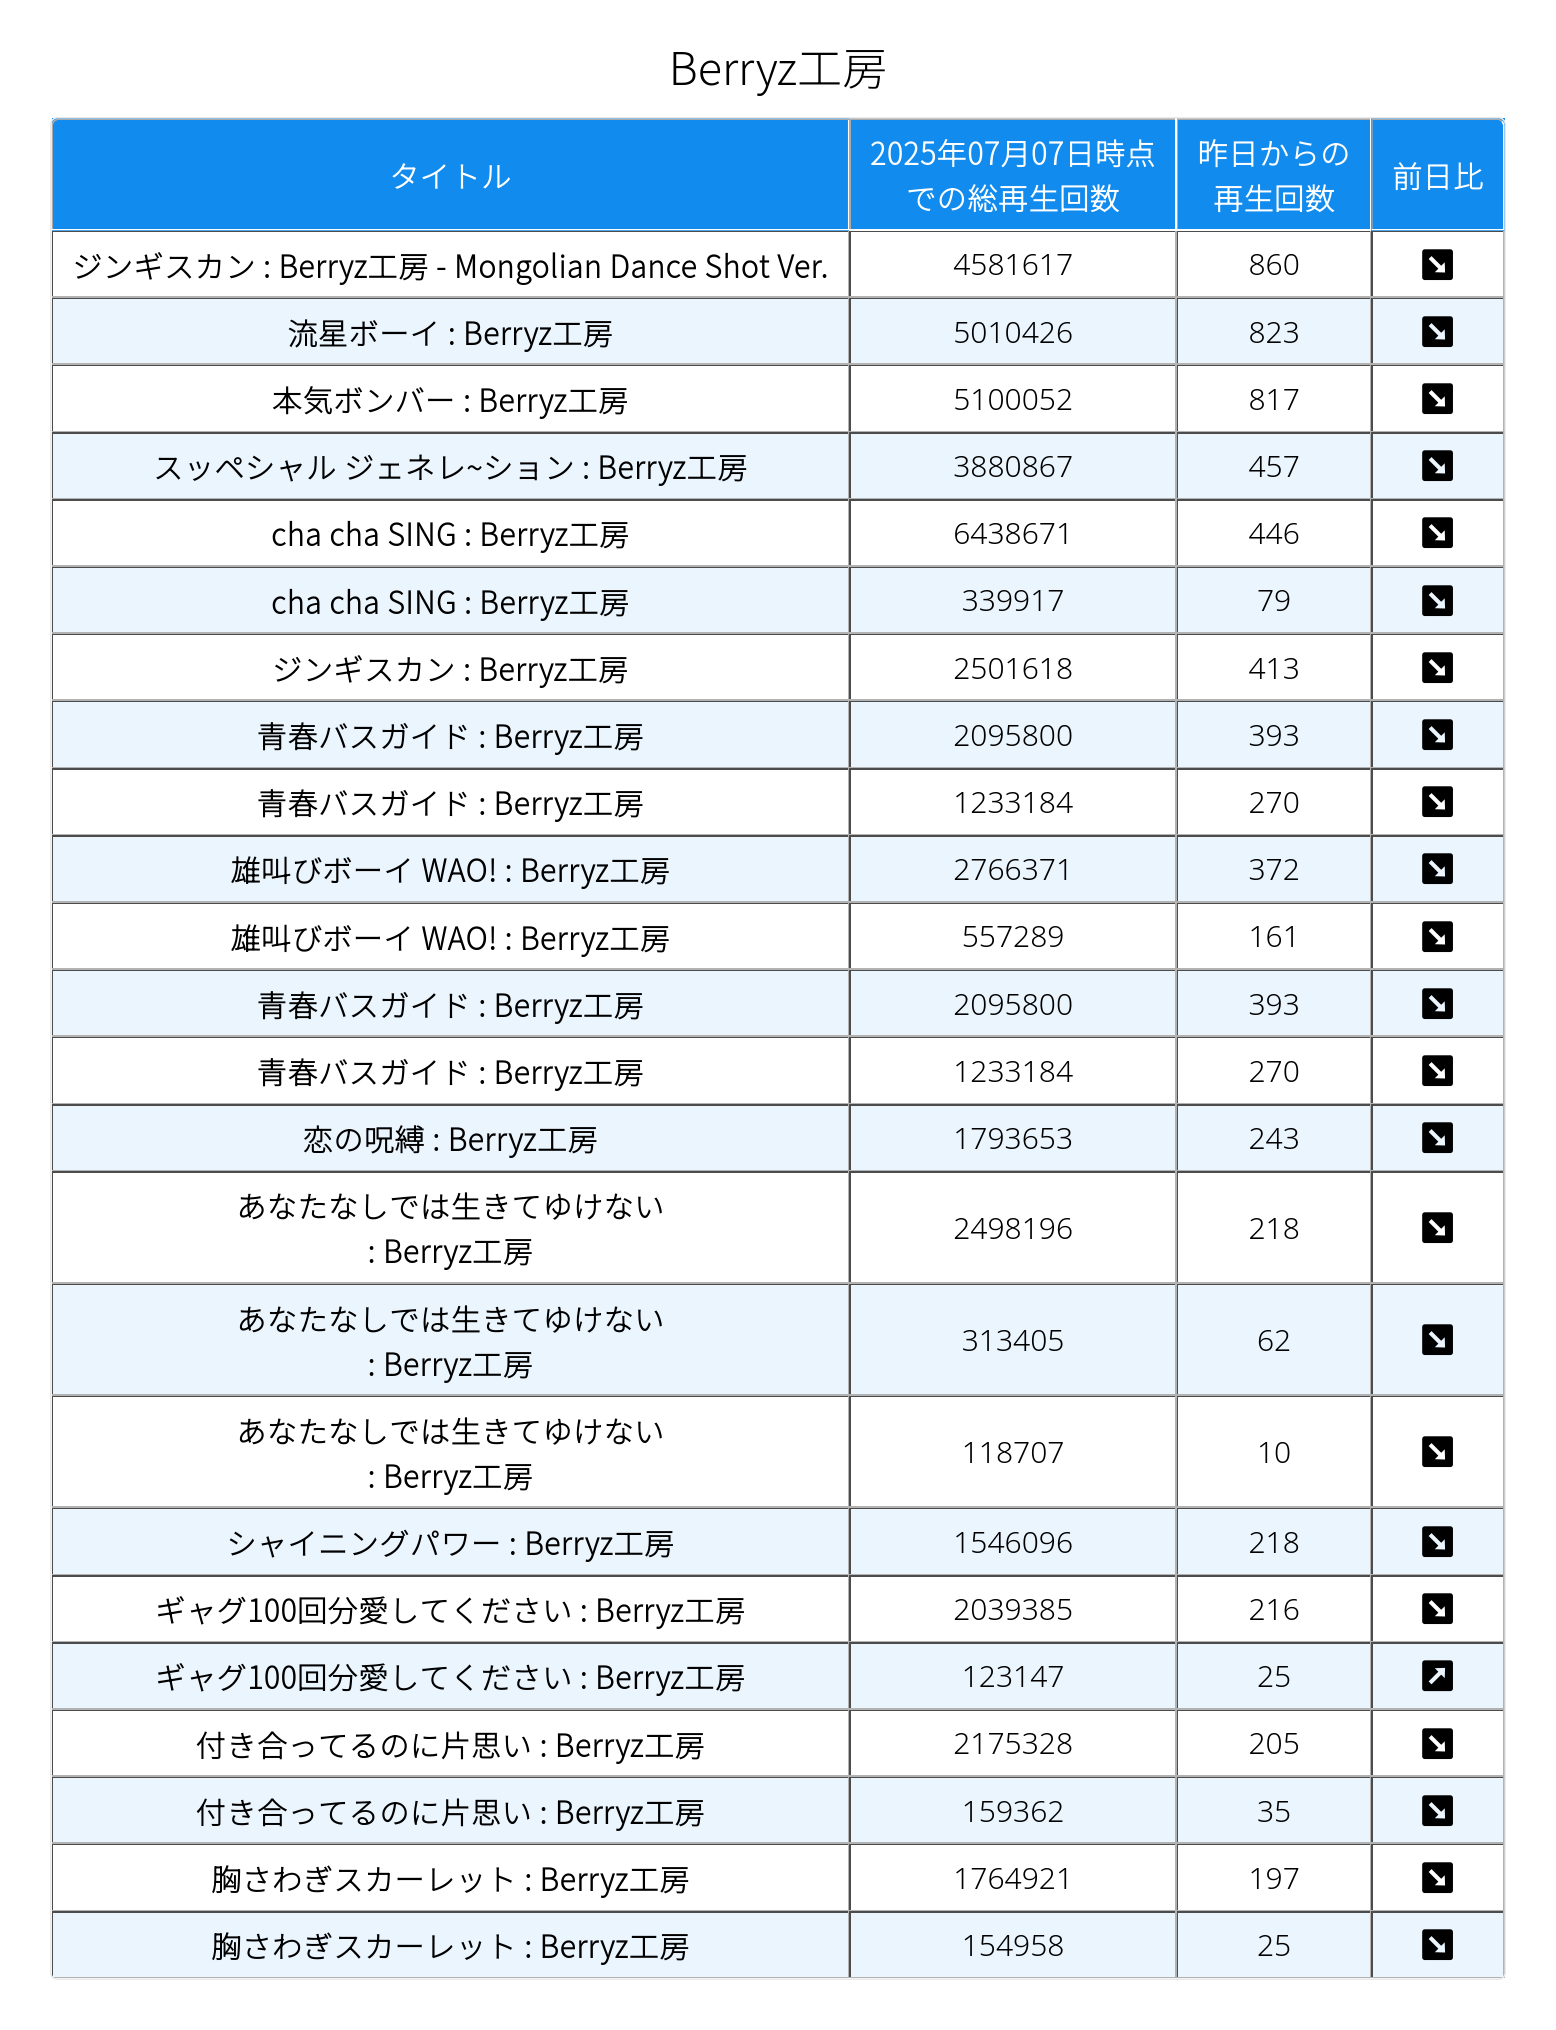 Berryz工房
タイトル
2025年07月07日時点
での総再生回数
昨日からの
再生回数
前日比
ジンギスカン : Berryz工房 - Mongolian Dance Shot Ver. 4581617 860
流星ボーイ : Berryz工房 5010426 823
本気ボンバー : Berryz工房 5100052 817
スッペシャル ジェネレ~ション : Berryz工房 3880867 457
cha cha SING : Berryz工房 6438671 446
cha cha SING : Berryz工房 339917 79
ジンギスカン : Berryz工房 2501618 413
青春バスガイド : Berryz工房 2095800 393
青春バスガイド : Berryz工房 1233184 270
雄叫びボーイ WAO! : Berryz工房 2766371 372
雄叫びボーイ WAO! : Berryz工房 557289 161
青春バスガイド : Berryz工房 2095800 393
青春バスガイド : Berryz工房 1233184 270
恋の呪縛 : Berryz工房 1793653 243
あなたなしでは生きてゆけない
: Berryz工房 2498196 218
あなたなしでは生きてゆけない
: Berryz工房 313405 62
あなたなしでは生きてゆけない
: Berryz工房 118707 10
シャイニングパワー : Berryz工房 1546096 218
ギャグ100回分愛してください : Berryz工房 2039385 216
ギャグ100回分愛してください : Berryz工房 123147 25
付き合ってるのに片思い : Berryz工房 2175328 205
付き合ってるのに片思い : Berryz工房 159362 35
胸さわぎスカーレット : Berryz工房 1764921 197
胸さわぎスカーレット : Berryz工房 154958 25